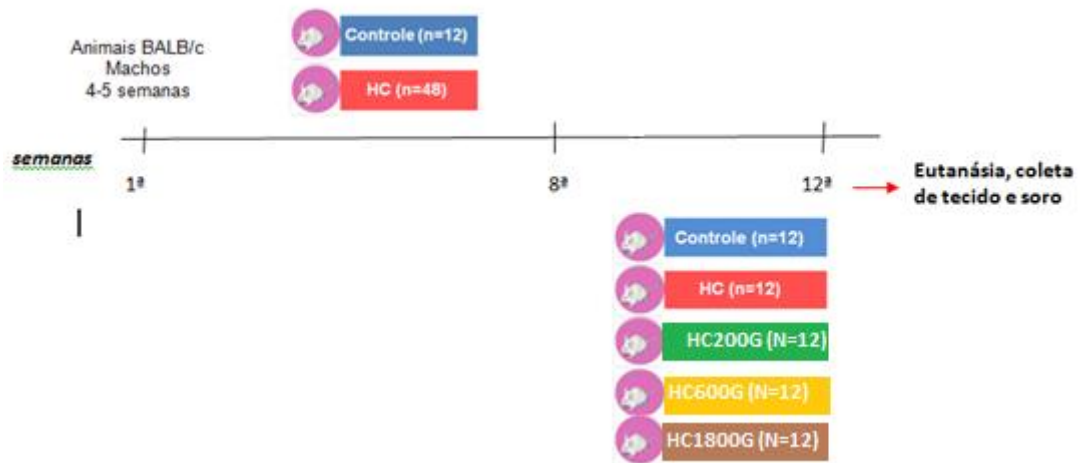 Animais BALB/c
Machos
4-5 semanas
Controle (n=12)
HC (n=48)
semanas
1ª
8ª
12ª
Eutanásia, coleta
de tecido e soro
Controle (n=12)
HC (n=12)
HC200G (N=12)
HC600G (N=12)
HC1800G (N=12)